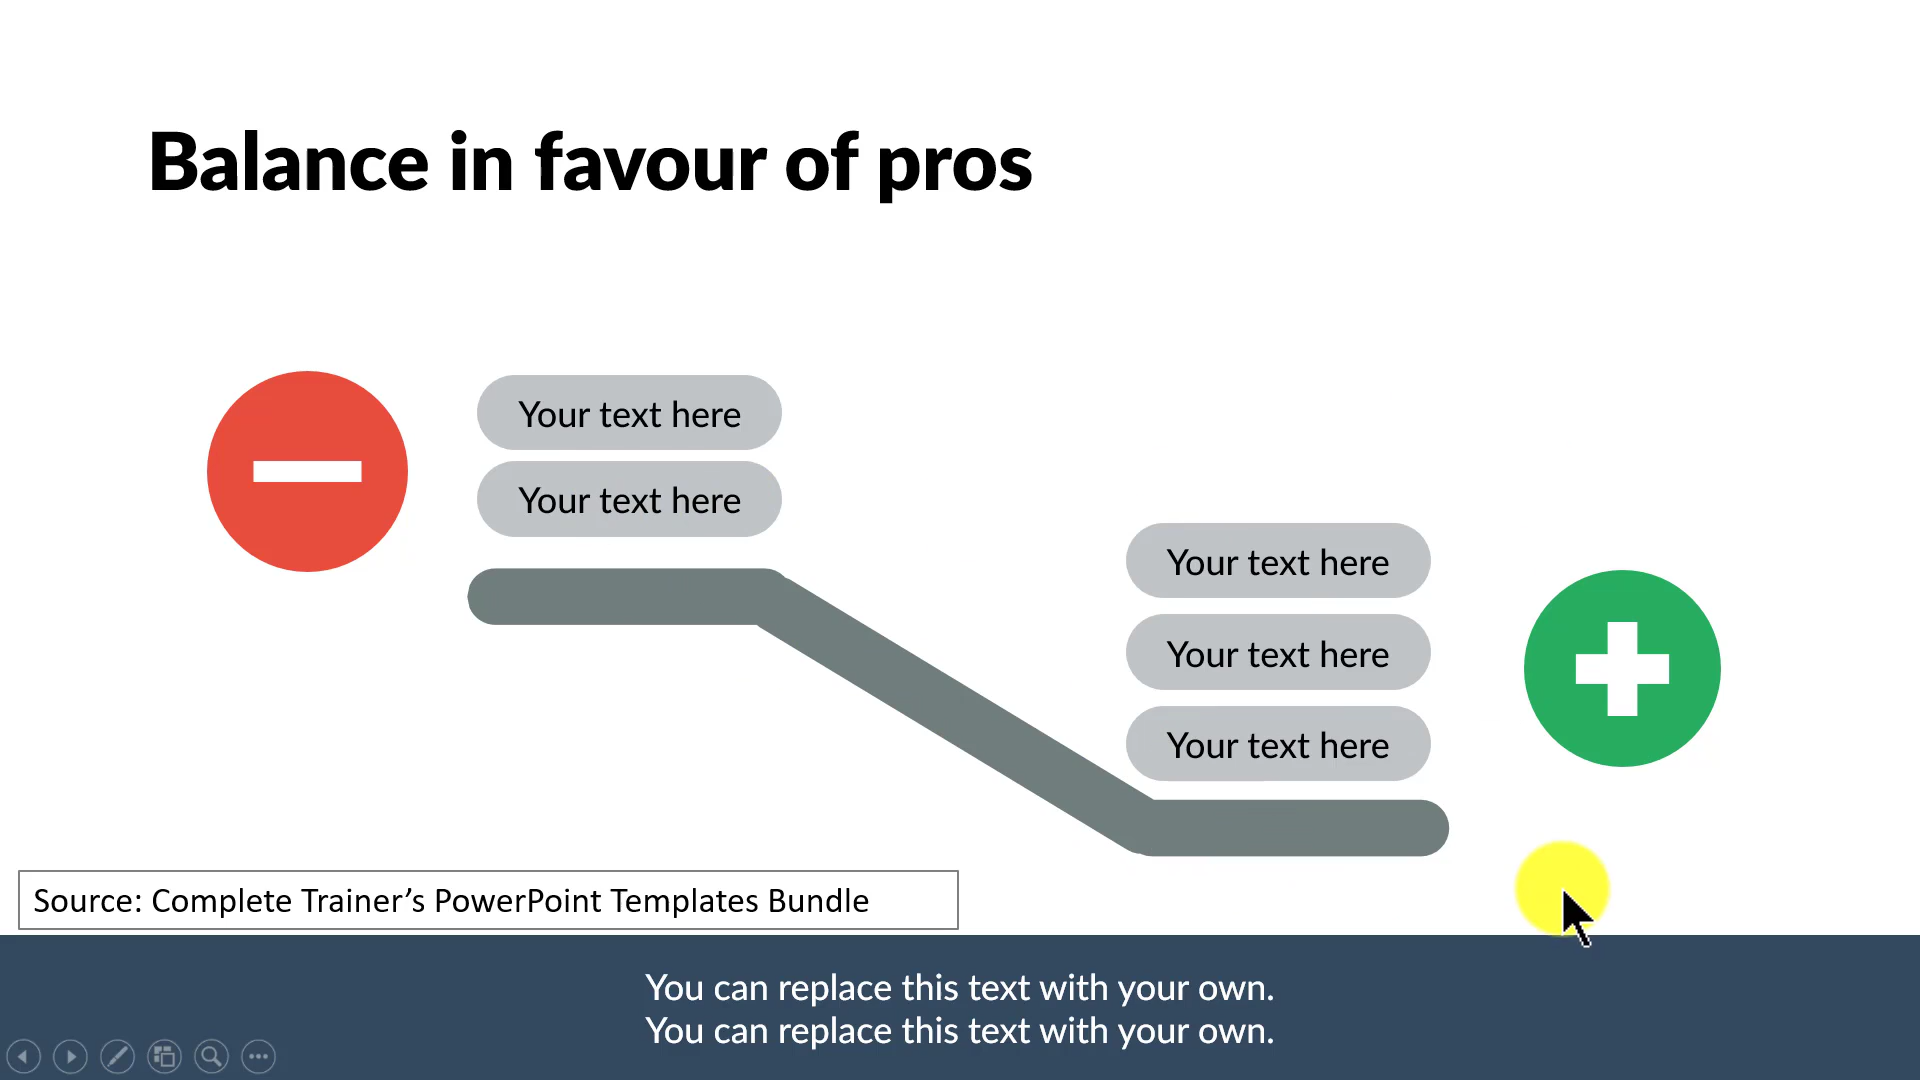 Balance in favour of pros
Your text here
Your text here
Your text here
Your text here
Your text here
Source: Complete Trainer’s PowerPoint Templates Bundle
You can replace this text with your own.
You can replace this text with your own.